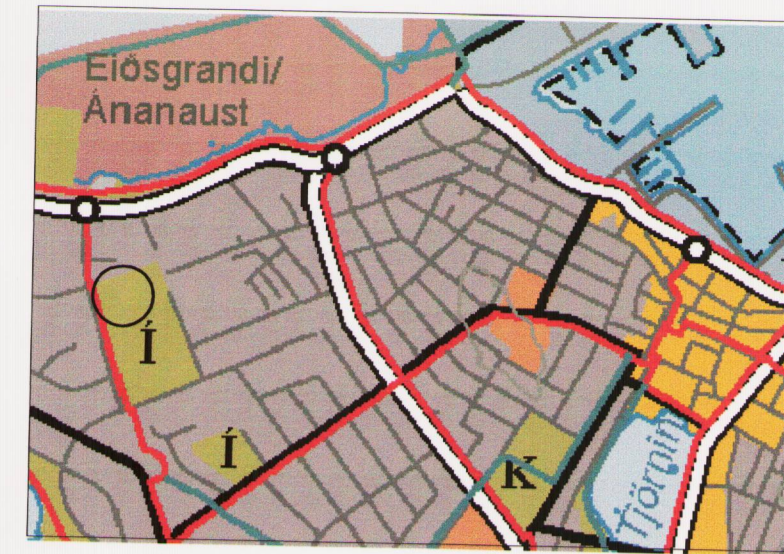 Eiðsgrandi/
Ánanaust
Í
Í
K
Tjörnin